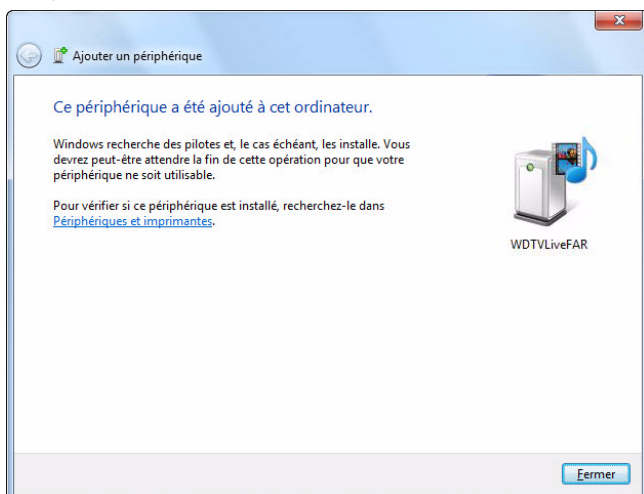 Ajouter un périphérique
Ce périphérique a été ajouté à cet ordinateur.
Windows recherche des pilotes et, le cas échéant, les installe. Vous
devrez peut-être attendre la fin de cette opération pour que votre
périphérique ne soit utilisable.
Pour vérifier si ce périphérique est installé, recherchez-le dans
Périphériques et imprimantes.
WDTVLiveFAR
Fermer